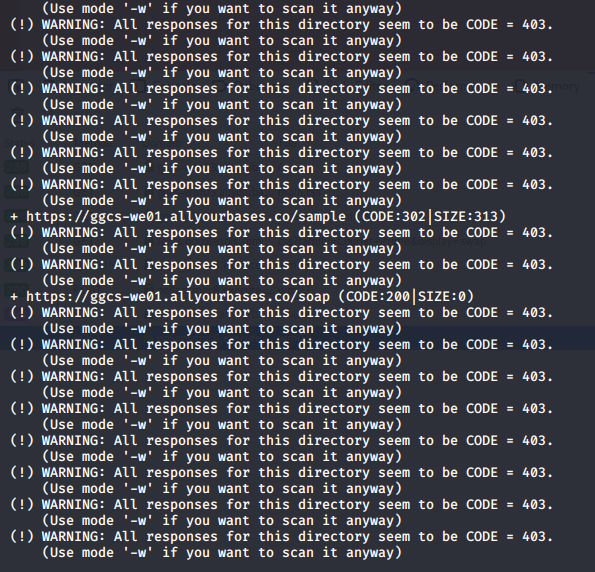 (Use mode '-w' if you want to scan it anyway)
(!) WARNING: All responses for this directory seem to be CODE = 403.
(Use mode '-w' if you want to scan it anyway)
(!) WARNING: All responses for this directory seem to be CODE = 403.
(Use mode '-w' if you want to scan it anyway)
(!) WARNING: All responses for this directory seem to be CODE = 403.
(Use mode '-w' if you want to scan it anyway)
(!) WARNING: All responses for this directory seem to be CODE = 403.
(Use mode '-w' if you want to scan it anyway)
(!) WARNING: All responses for this directory seem to be CODE = 403.
(Use mode '-w' if you want to scan it anyway)
(!) WARNING: All responses for this directory seem to be CODE = 403.
(Use mode '-w' if you want to scan it anyway)
+ https://ggcs-we01.allyourbases.co/sample (CODE:302|SIZE:313)
(!) WARNING: All responses for this directory seem to be CODE = 403.
(Use mode '-w' if you want to scan it anyway)
(!) WARNING: All responses for this directory seem to be CODE = 403.
(Use mode '-w' if you want to scan it anyway)
+ https://ggcs-we01.allyourbases.co/soap (CODE:200|SIZE:0)
(!) WARNING: All responses for this directory seem to be CODE = 403.
(Use mode '-w' if you want to scan it anyway)
(!) WARNING: All responses for this directory seem to be CODE = 403.
(Use mode '-w' if you want to scan it anyway)
(!) WARNING: All responses for this directory seem to be CODE = 403.
(Use mode '-w' if you want to scan it anyway)
(!) WARNING: All responses for this directory seem to be CODE = 403.
(Use mode '-w' if you want to scan it anyway)
(!) WARNING: All responses for this directory seem to be CODE = 403.
(Use mode '-w' if you want to scan it anyway)
(!) WARNING: All responses for this directory seem to be CODE = 403.
(Use mode '-w' if you want to scan it anyway)
(!) WARNING: All responses for this directory seem to be CODE = 403.
(Use mode '-w' if you want to scan it anyway)
(!) WARNING: All responses for this directory seem to be CODE = 403.
(Use mode '-w' if you want to scan it anyway)